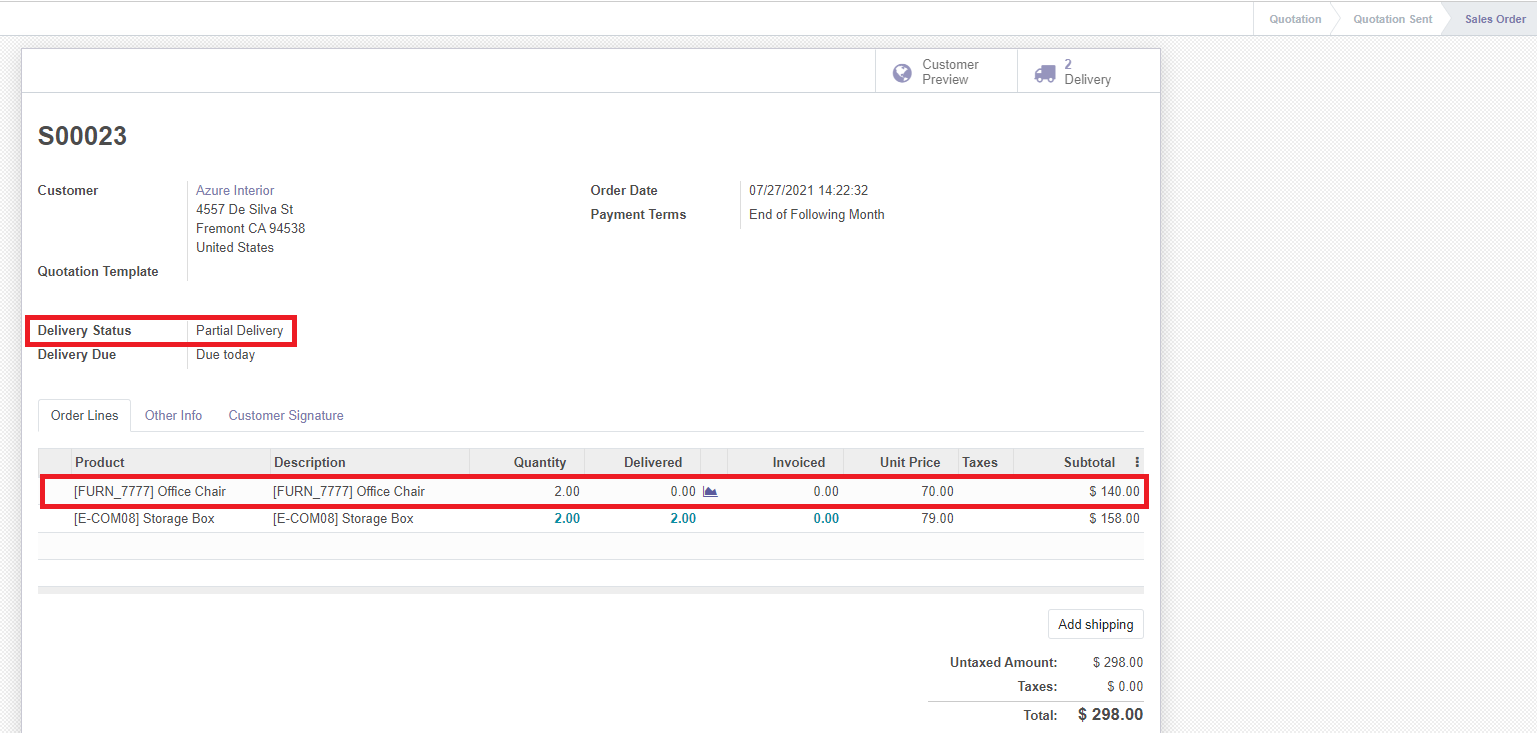 Quotation Quotation Sent Sales Order
Customer Preview
2 Delivery
S00023
Customer Azure Interior
4557 De Silva St
Fremont CA 94538
United States
Order Date 07/27/2021 14:22:32
Payment Terms End of Following Month
Quotation Template
Delivery Status Partial Delivery
Delivery Due Due today
Order Lines Other Info Customer Signature
Product Description Quantity Delivered Invoiced Unit Price Taxes Subtotal
[FURN_7777] Office Chair [FURN_7777] Office Chair 2.00 0.00 0.00 70.00 $ 140.00
[E-COM08] Storage Box [E-COM08] Storage Box 2.00 2.00 0.00 79.00 $ 158.00
Add shipping
Untaxed Amount: $ 298.00
Taxes: $ 0.00
Total: $ 298.00